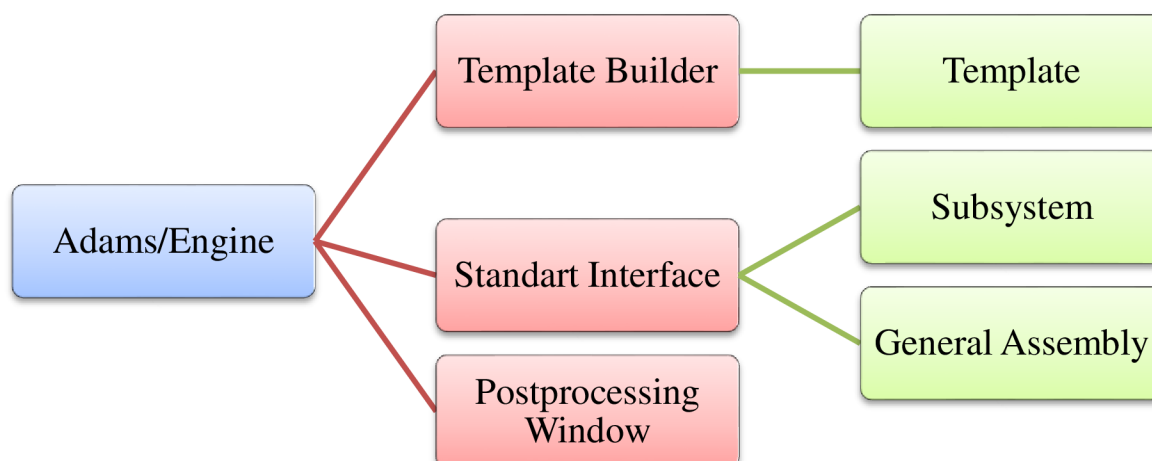 Adams/Engine
Template Builder
Template
Standart Interface
Subsystem
General Assembly
Postprocessing
Window